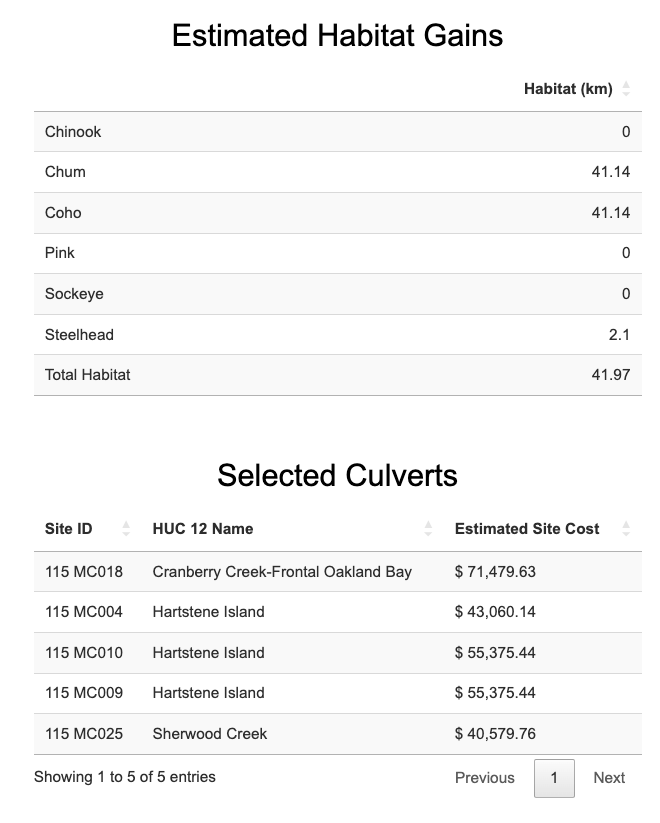 Estimated Habitat Gains
Habitat (km)
Chinook 0
Chum 41.14
Coho 41.14
Pink 0
Sockeye 0
Steelhead 2.1
Total Habitat 41.97
Selected Culverts
Site ID HUC 12 Name Estimated Site Cost
115 MC018 Cranberry Creek-Frontal Oakland Bay $ 71,479.63
115 MC004 Hartstene Island $ 43,060.14
115 MC010 Hartstene Island $ 55,375.44
115 MC009 Hartstene Island $ 55,375.44
115 MC025 Sherwood Creek $ 40,579.76
Showing 1 to 5 of 5 entries Previous 1 Next